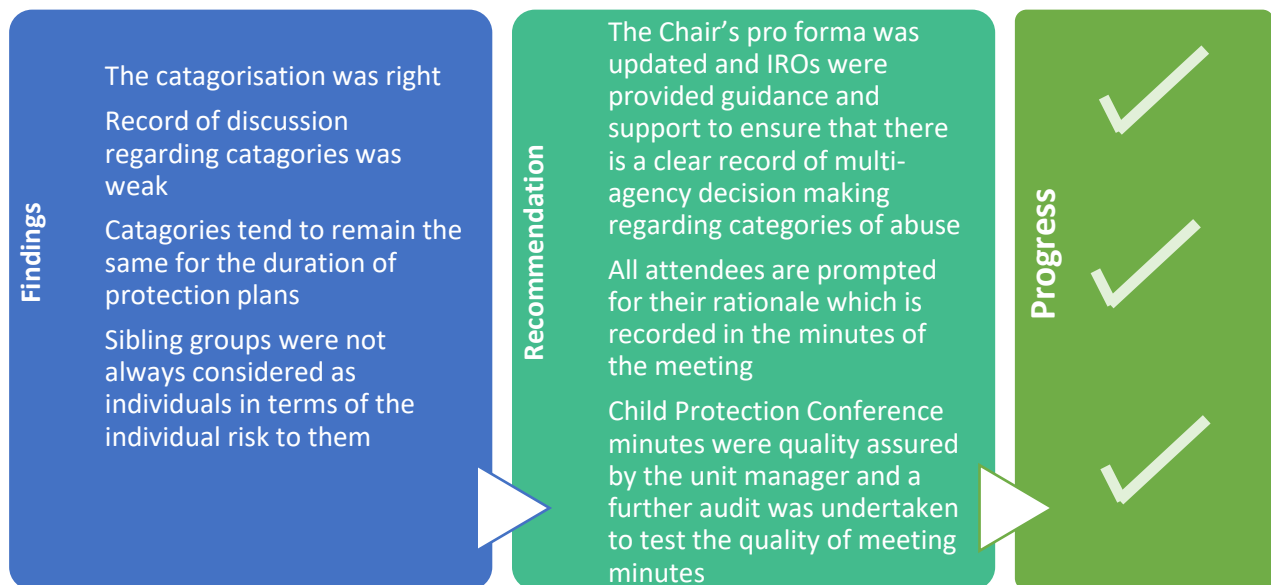 Findings
The catagorisation was right
Record of discussion
regarding catagories was
weak
Catagories tend to remain the
same for the duration of
protection plans
Sibling groups were not
always considered as
individuals in terms of the
individual risk to them
Recommendation
The Chair’s pro forma was
updated and IROs were
provided guidance and
support to ensure that there
is a clear record of multi-
agency decision making
regarding categories of abuse
All attendees are prompted
for their rationale which is
recorded in the minutes of
the meeting
Child Protection Conference
minutes were quality assured
by the unit manager and a
further audit was undertaken
to test the quality of meeting
minutes
Progress